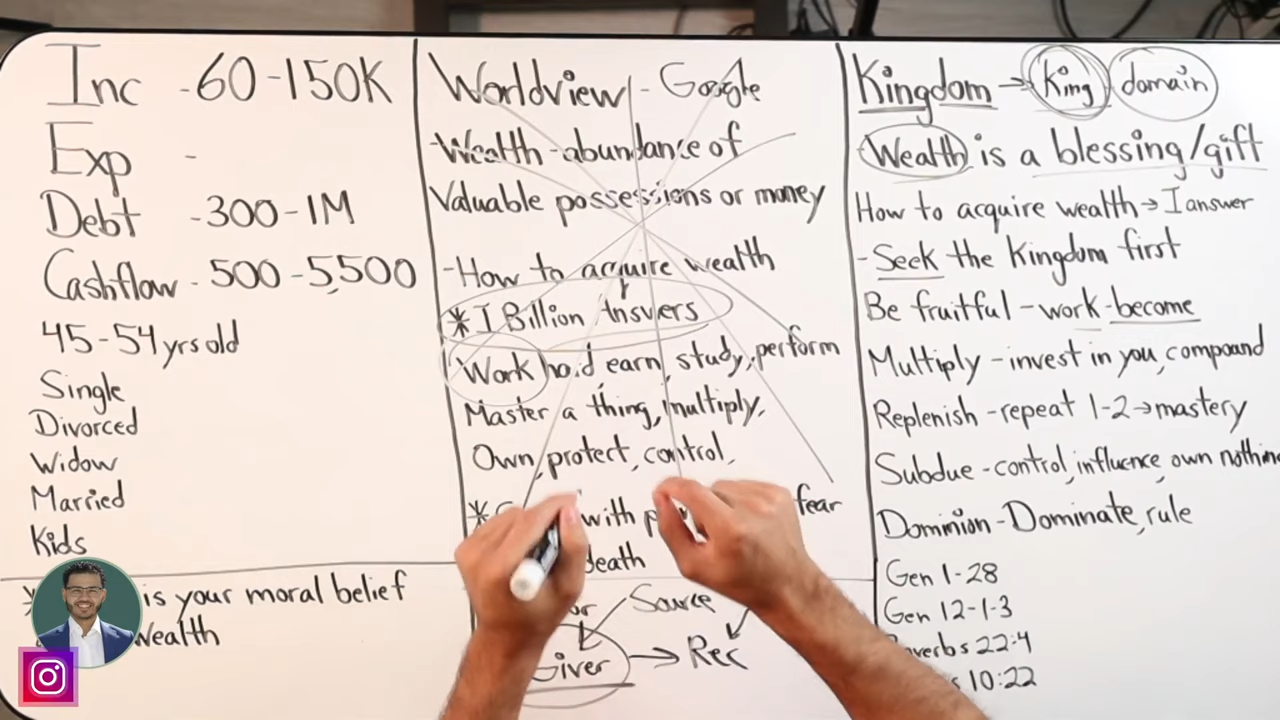 Inc - 60-150K
Exp -
Debt - 300-1M
Cashflow - 500-5,500
45-54 yrs old
Single
Divorced
Widow
Married
Kids
is your moral belief
Wealth
Worldview - Google
-Wealth - abundance of
Valuable possessions or money
-How to acquire wealth
*1 Billion
Work earn, study, perform
Master a thing, multiply,
Own, protect, control,
* with fear
death
or Source
Giver → Rec
Kingdom → King domain
Wealth is a blessing/gift
How to acquire wealth → 1 answer
-Seek the Kingdom first
Be fruitful - work - become
Multiply - invest in you, compound
Replenish - repeat 1-2 → mastery
Subdue - control, influence, own nothing
Dominion - Dominate, rule
Gen 1-28
Gen 12-1-3
verbs 22:4
s 10:22